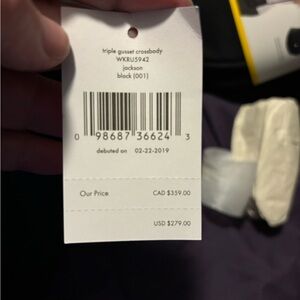 triple gusset crossbody
WKRU5942
jackson
black (001)
0 98687 36624 3
debuted on 02-22-2019
Our Price CAD $359.00
USD $279.00